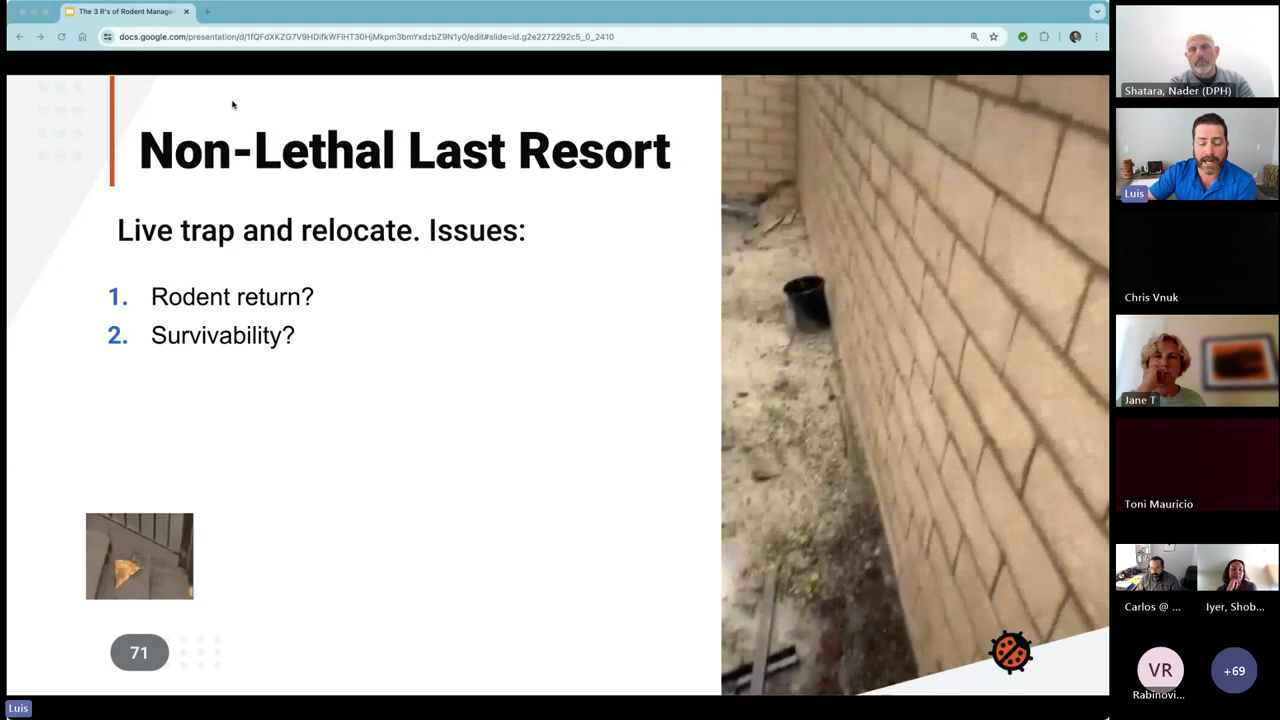 The 3 R's of Rodent Manager
docs.google.com/presentation/d/1fQFdXKZG7V9HDifkWFIHT30HjMkpm3bmYxdzbZ9N1y0/edit#slide=id.g2e2272292c5_0_2410
Non-Lethal Last Resort
Live trap and relocate. Issues:
1. Rodent return?
2. Survivability?
71
Luis
Shatara, Nader (DPH)
Luis
Chris Vnuk
Jane T
Toni Mauricio
Carlos @ ...
Iyer, Shob...
VR
Rabinovi...
+69